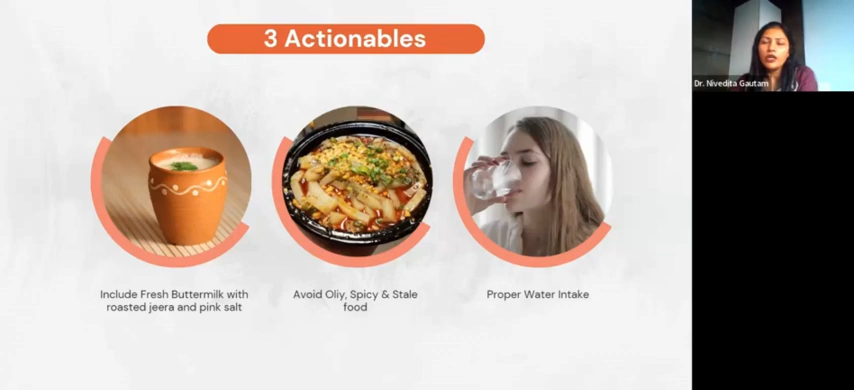 3 Actionables
Dr. Nivedita Gautam
Include Fresh Buttermilk with
roasted jeera and pink salt
Avoid Oliy, Spicy & Stale
food
Proper Water Intake